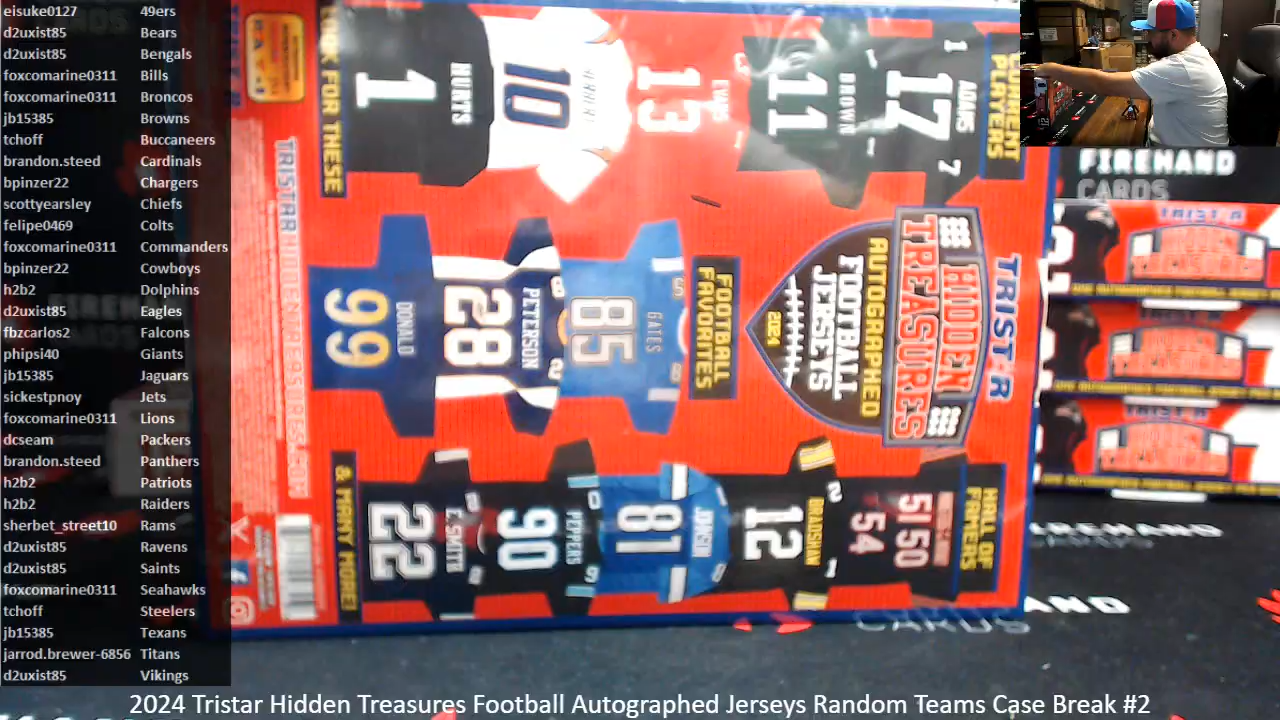 eisuke0127 49ers
d2uxist85 Bears
d2uxist85 Bengals
foxcomarine0311 Bills
foxcomarine0311 Broncos
jb15385 Browns
tchoff Buccaneers
brandon.steed Cardinals
bpinzer22 Chargers
scottyearsley Chiefs
felipe0469 Colts
foxcomarine0311 Commanders
bpinzer22 Cowboys
h2b2 Dolphins
d2uxist85 Eagles
fbzcarlos2 Falcons
phipsi40 Giants
jb15385 Jaguars
sickestpnoy Jets
foxcomarine0311 Lions
dcseam Packers
brandon.steed Panthers
h2b2 Patriots
h2b2 Raiders
sherbet_street10 Rams
d2uxist85 Ravens
d2uxist85 Saints
foxcomarine0311 Seahawks
tchoff Steelers
jb15385 Texans
jarrod.brewer-6856 Titans
d2uxist85 Vikings
TRISTAR
HIDDEN
TREASURES
AUTOGRAPHED
FOOTBALL
JERSEYS
2024
PLAYERS
ADAMS
17
BROWN
11
13
10
HURTS
1
LOOK FOR THESE
FOOTBALL
FAVORITES
GATES
85
PETERSON
28
DONALD
99
HALL OF
FAMERS
5150
54
BRADSHAW
12
81
PEPPERS
90
E. SMITH
22
& MANY MORE!
FIREHAND
CARDS
2024 Tristar Hidden Treasures Football Autographed Jerseys Random Teams Case Break #2